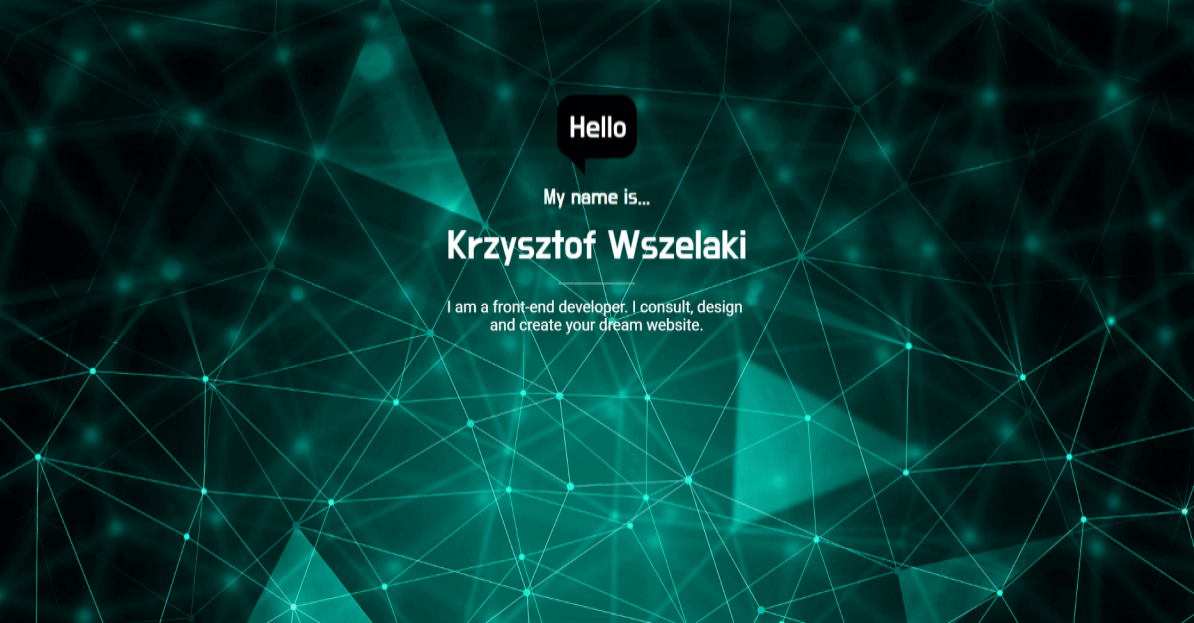 Hello
My name is...
Krzysztof Wszelaki
I am a front-end developer. I consult, design
and create your dream website.